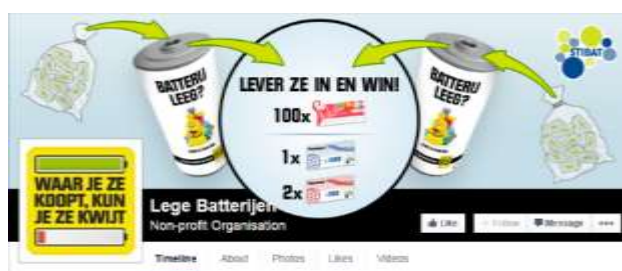 BATTERIJ
LEEG?
LEVER ZE IN EN WIN!
100x
1x
2x
BATTERIJ
LEEG?
STIBAT
WAAR JE ZE
KOOPT, KUN
JE ZE KWIJT
Lege Batterijen
Non-profit Organisation
Like
Follow
Message
Timeline
About
Photos
Likes
Videos